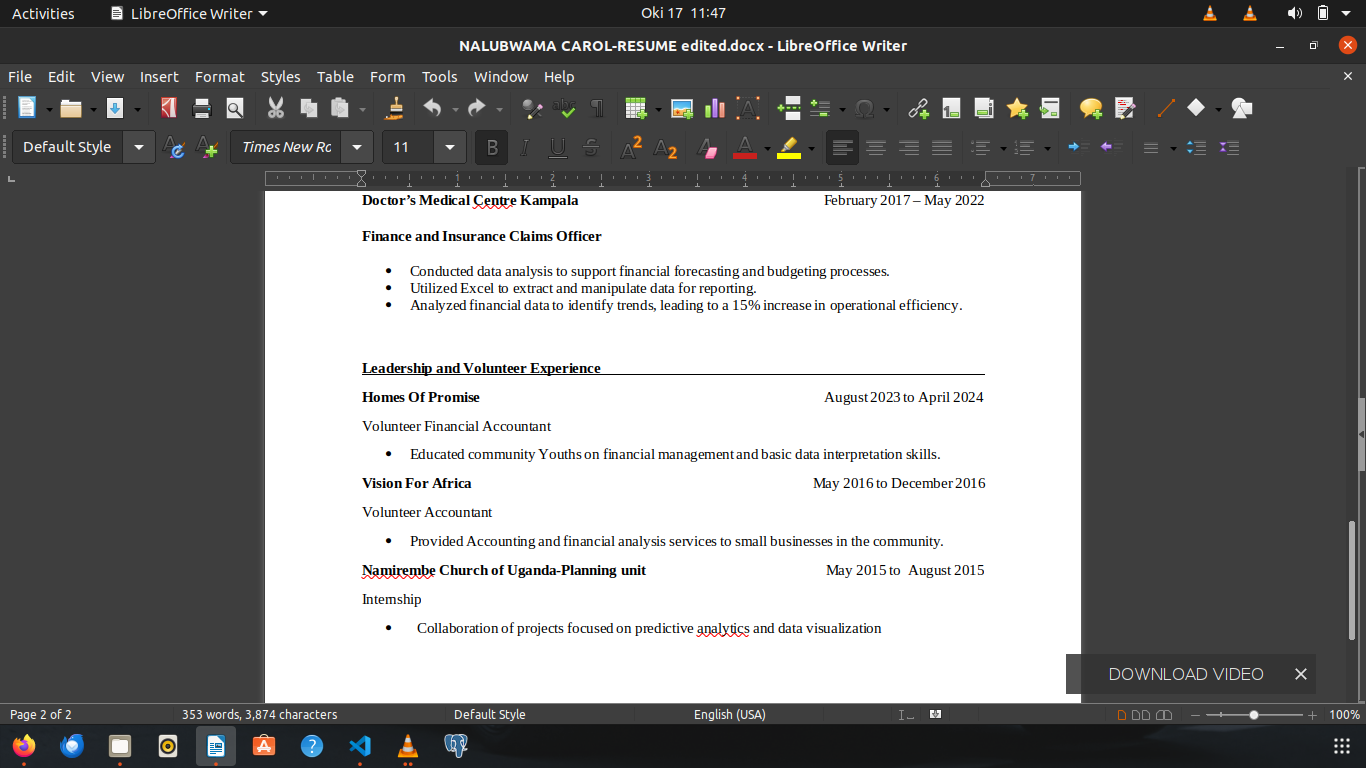 Activities LibreOffice Writer Oki 17 11:47
NALUBWAMA CAROL-RESUME edited.docx - LibreOffice Writer
File Edit View Insert Format Styles Table Form Tools Window Help
Default Style Times New Ro 11
1 2 3 4 5 6 7
Doctor’s Medical Centre Kampala February 2017 – May 2022
Finance and Insurance Claims Officer
• Conducted data analysis to support financial forecasting and budgeting processes.
• Utilized Excel to extract and manipulate data for reporting.
• Analyzed financial data to identify trends, leading to a 15% increase in operational efficiency.
Leadership and Volunteer Experience
Homes Of Promise August 2023 to April 2024
Volunteer Financial Accountant
• Educated community Youths on financial management and basic data interpretation skills.
Vision For Africa May 2016 to December 2016
Volunteer Accountant
• Provided Accounting and financial analysis services to small businesses in the community.
Namirembe Church of Uganda-Planning unit May 2015 to August 2015
Internship
• Collaboration of projects focused on predictive analytics and data visualization
DOWNLOAD VIDEO
Page 2 of 2 353 words, 3,874 characters Default Style English (USA) 100%